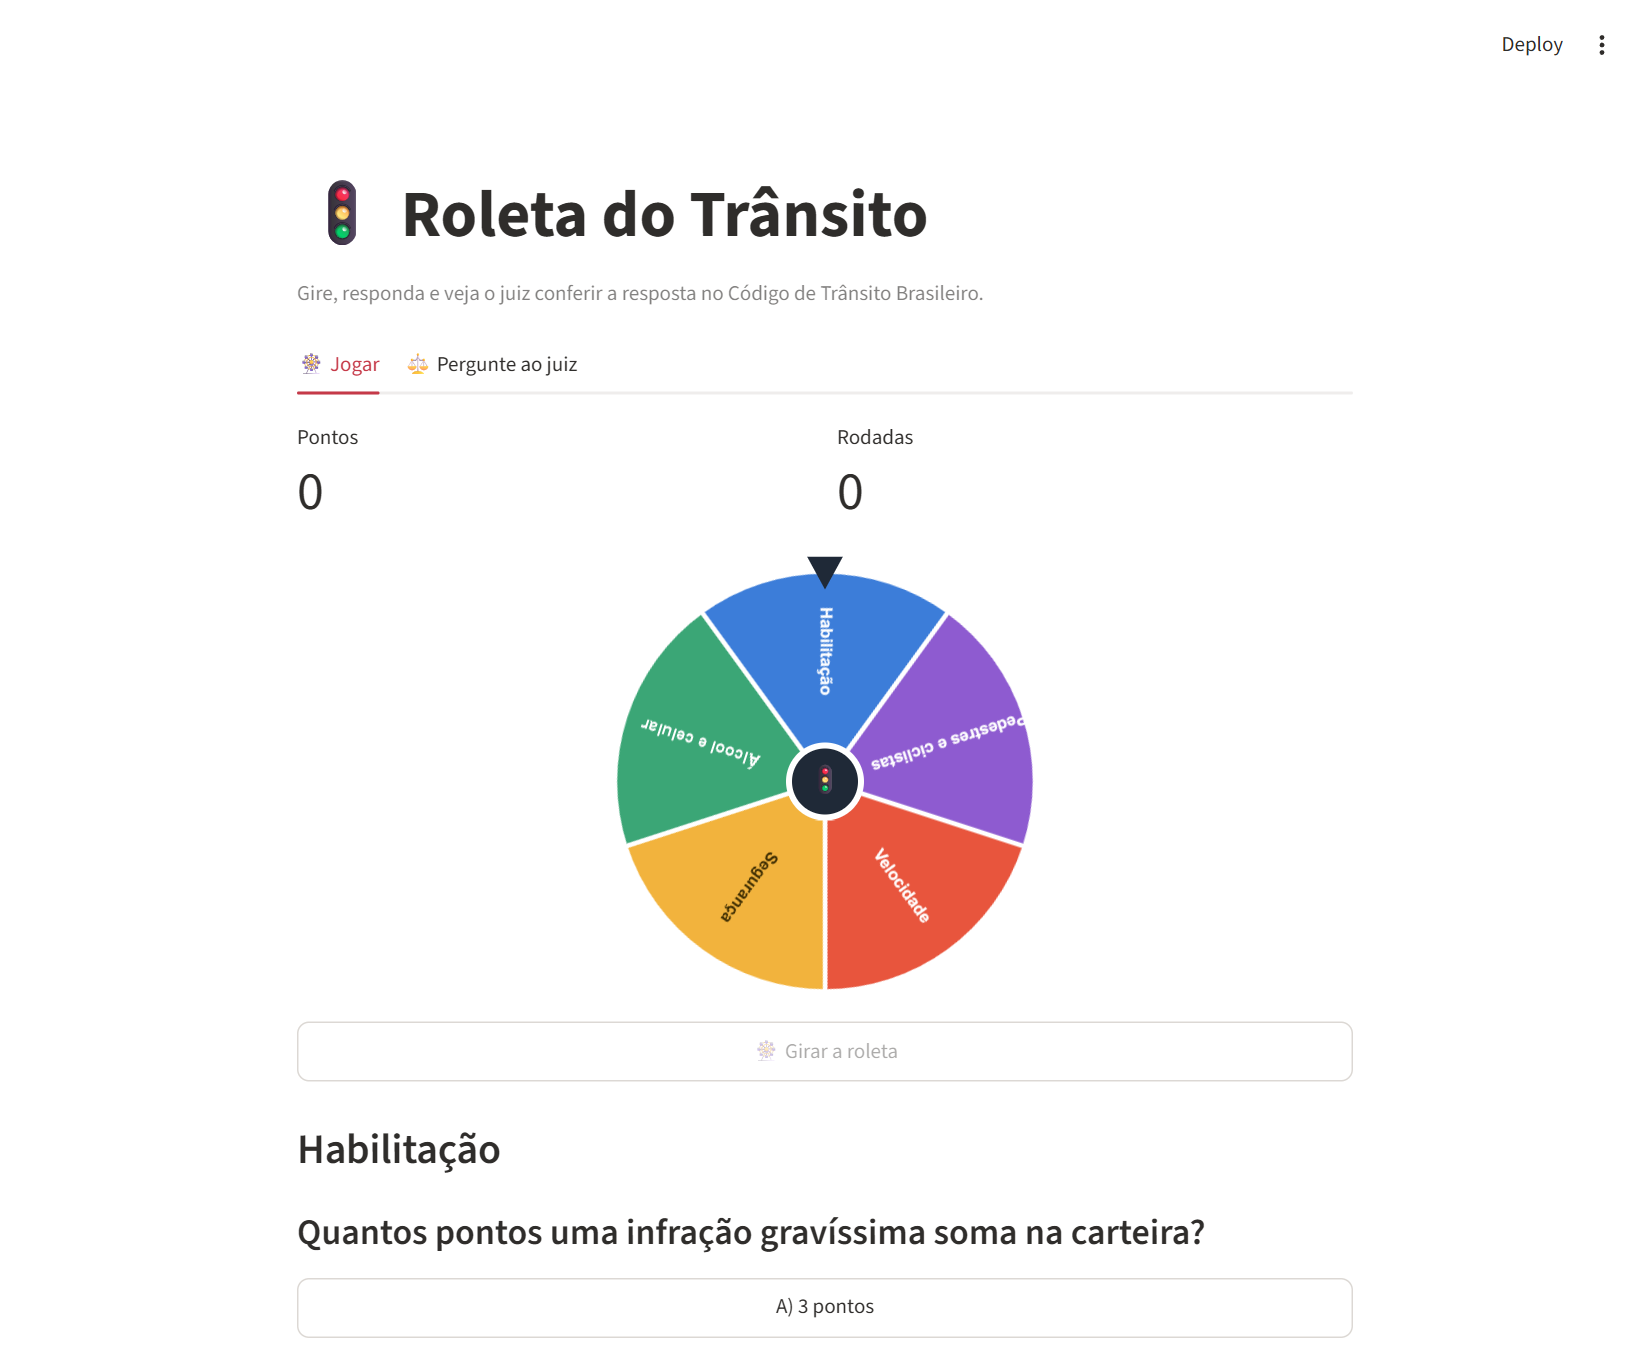 Deploy
Roleta do Trânsito
Gire, responda e veja o juiz conferir a resposta no Código de Trânsito Brasileiro.
Jogar
Pergunte ao juiz
Pontos
Rodadas
0
0
Habilitação
Pedestres e ciclistas
Álcool e celular
Segurança
Velocidade
Girar a roleta
Habilitação
Quantos pontos uma infração gravíssima soma na carteira?
A) 3 pontos